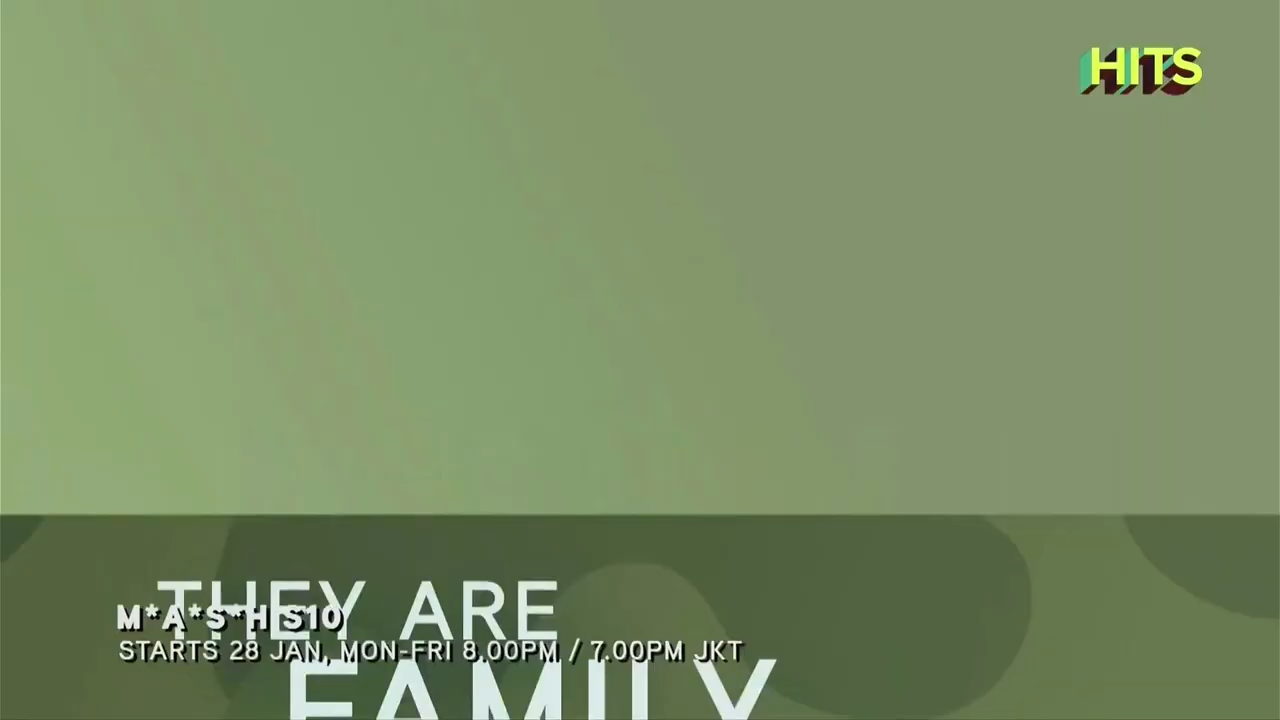 HITS
THEY ARE
M*A*S*H S10
STARTS 28 JAN, MON-FRI 8.00PM / 7.00PM JKT
FAMILY